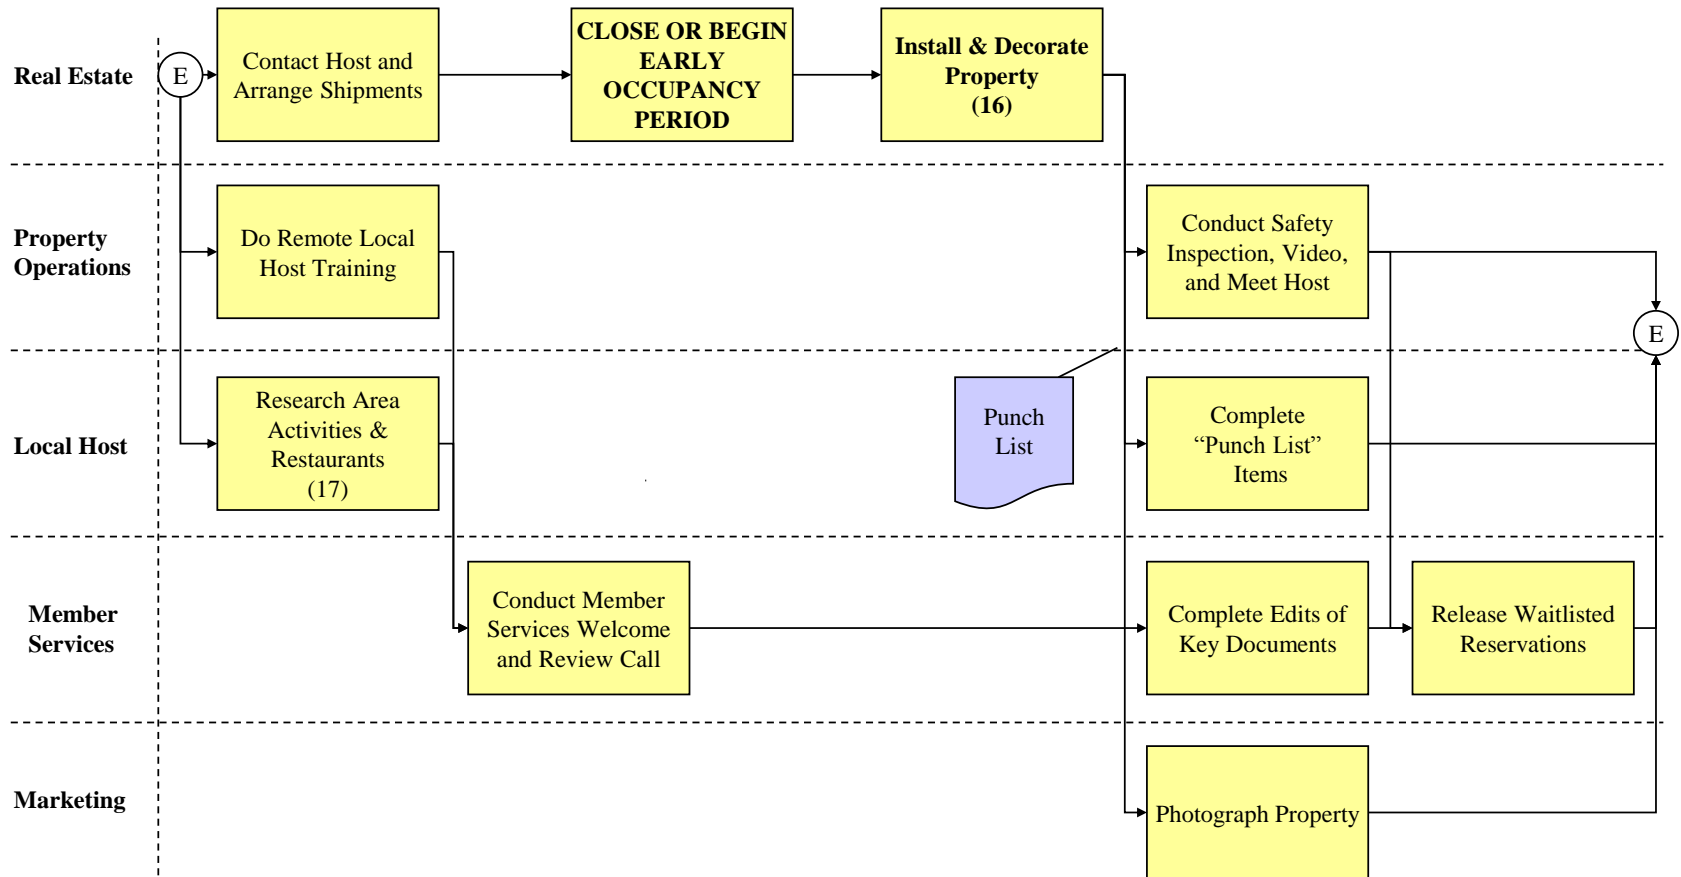 Real Estate
E
Contact Host and
Arrange Shipments
CLOSE OR BEGIN
EARLY
OCCUPANCY
PERIOD
Install & Decorate
Property
(16)
Property
Operations
Do Remote Local
Host Training
Conduct Safety
Inspection, Video,
and Meet Host
E
Local Host
Research Area
Activities &
Restaurants
(17)
Punch
List
Complete
“Punch List”
Items
Member
Services
Conduct Member
Services Welcome
and Review Call
Complete Edits of
Key Documents
Release Waitlisted
Reservations
Marketing
Photograph Property